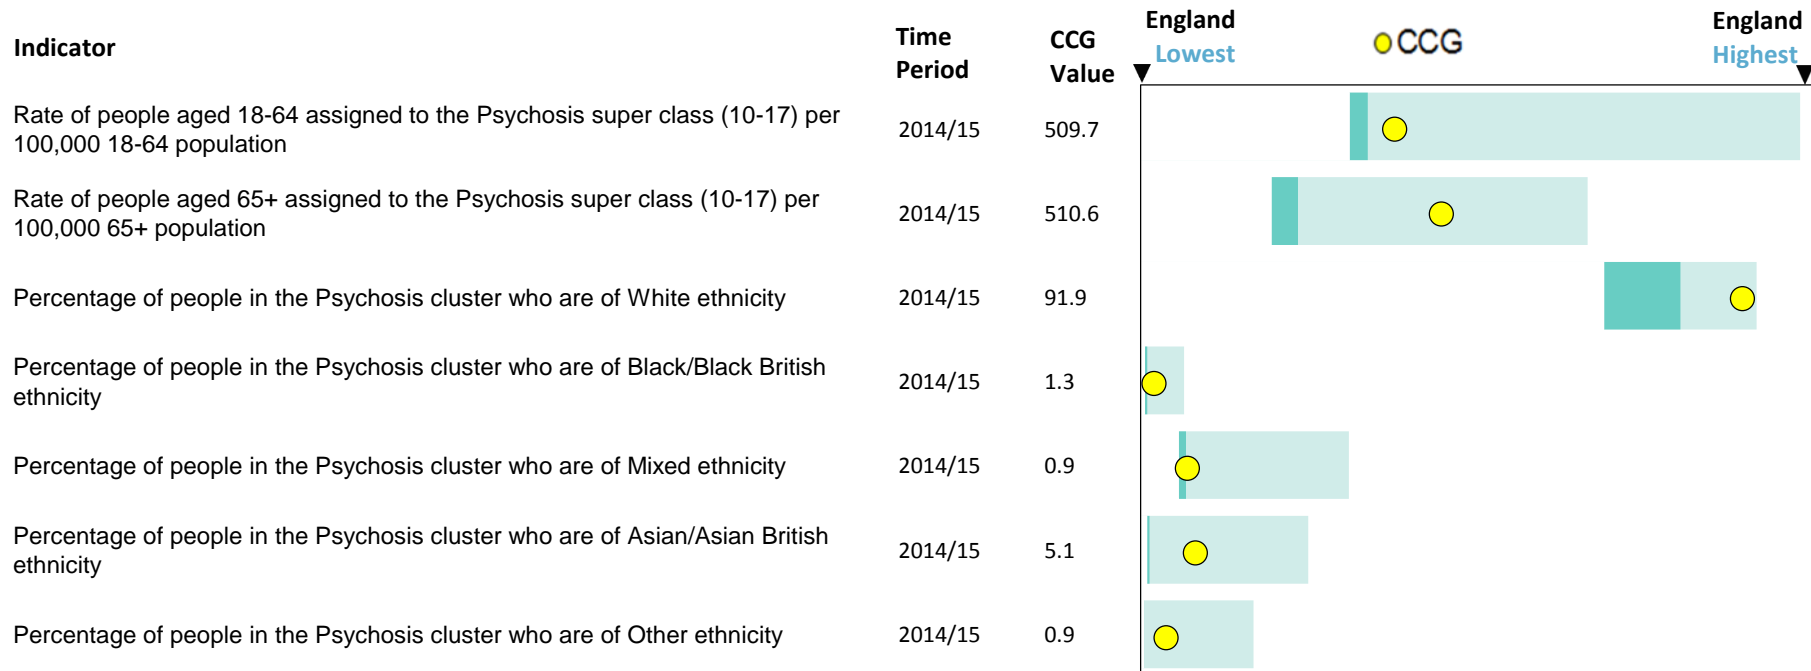 Indicator
Time
Period
CCG
Value
England
Lowest
CCG
England
Highest
Rate of people aged 18-64 assigned to the Psychosis super class (10-17) per
100,000 18-64 population
2014/15
509.7
Rate of people aged 65+ assigned to the Psychosis super class (10-17) per
100,000 65+ population
2014/15
510.6
Percentage of people in the Psychosis cluster who are of White ethnicity
2014/15
91.9
Percentage of people in the Psychosis cluster who are of Black/Black British
ethnicity
2014/15
1.3
Percentage of people in the Psychosis cluster who are of Mixed ethnicity
2014/15
0.9
Percentage of people in the Psychosis cluster who are of Asian/Asian British
ethnicity
2014/15
5.1
Percentage of people in the Psychosis cluster who are of Other ethnicity
2014/15
0.9